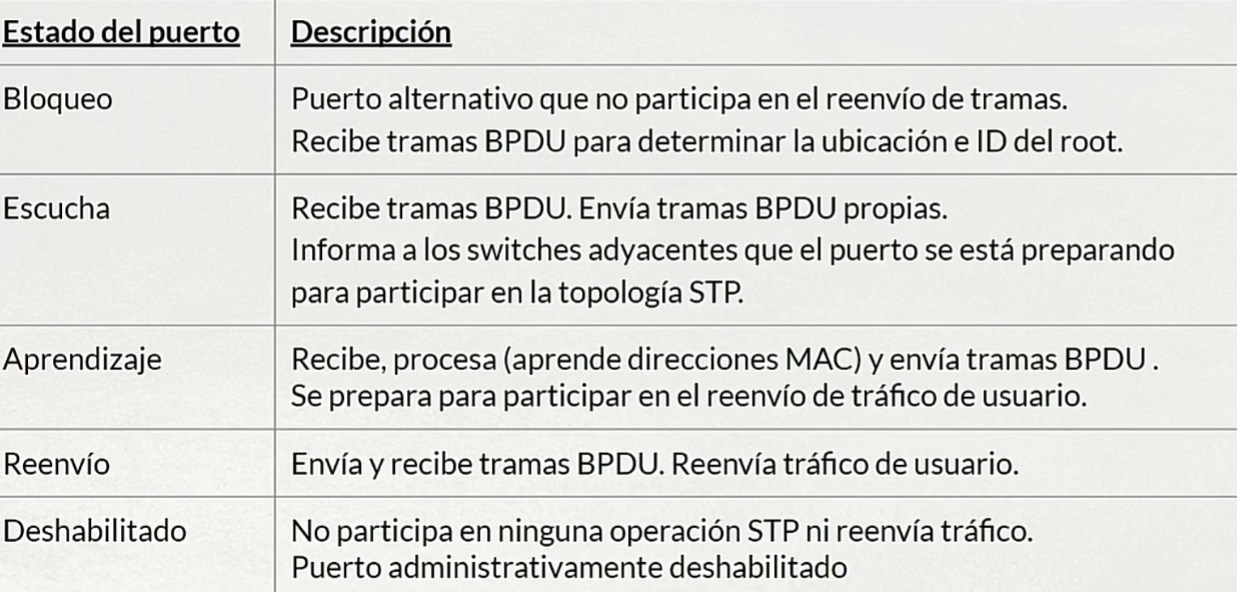 Estado del puerto
Descripción
Bloqueo
Puerto alternativo que no participa en el reenvío de tramas.
Recibe tramas BPDU para determinar la ubicación e ID del root.
Escucha
Recibe tramas BPDU. Envía tramas BPDU propias.
Informa a los switches adyacentes que el puerto se está preparando
para participar en la topología STP.
Aprendizaje
Recibe, procesa (aprende direcciones MAC) y envía tramas BPDU .
Se prepara para participar en el reenvío de tráfico de usuario.
Reenvío
Envía y recibe tramas BPDU. Reenvía tráfico de usuario.
Deshabilitado
No participa en ninguna operación STP ni reenvía tráfico.
Puerto administrativamente deshabilitado